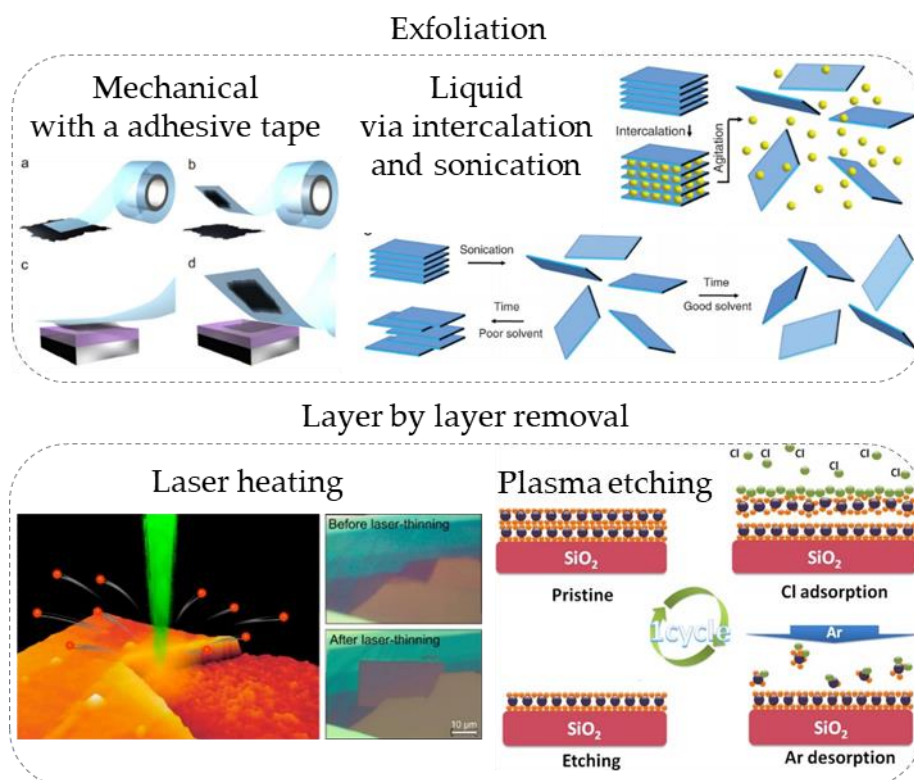 Exfoliation
Mechanical
with a adhesive tape
a
b
c
d
Liquid
via intercalation
and sonication
Intercalation
Agitation
Sonication
Time
Poor solvent
Time
Good solvent
Layer by layer removal
Laser heating
Before laser-thinning
After laser-thinning
10 μm
Plasma etching
SiO₂
Pristine
Cl
Cl
Cl
Cl
Cl
SiO₂
Cl adsorption
1cycle
Ar
SiO₂
Etching
SiO₂
Ar desorption